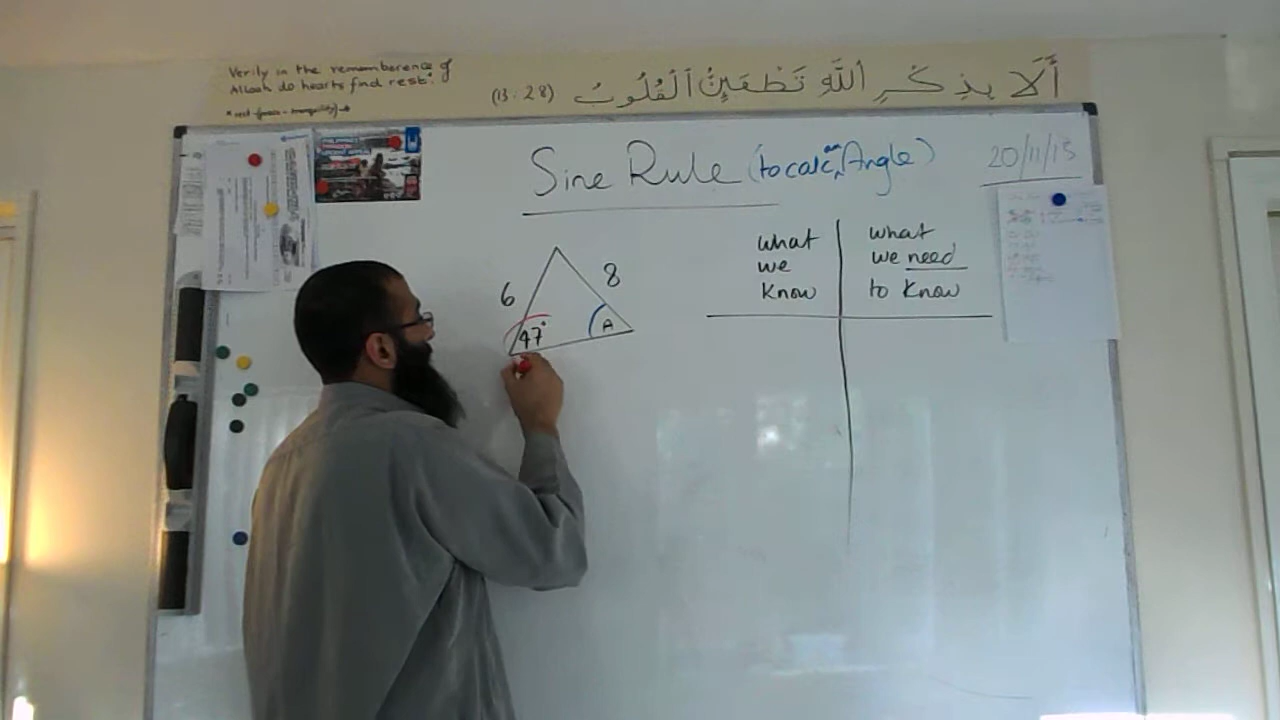 Verily in the rememberence of
Allaah do hearts find rest*
(13:28) أَلَا بِذِكْرِ اللَّهِ تَطْمَئِنُّ الْقُلُوبُ
Sine Rule (to calc an Angle)
20/11/15
what
we
know
what
we need
to know
6
8
47°
A